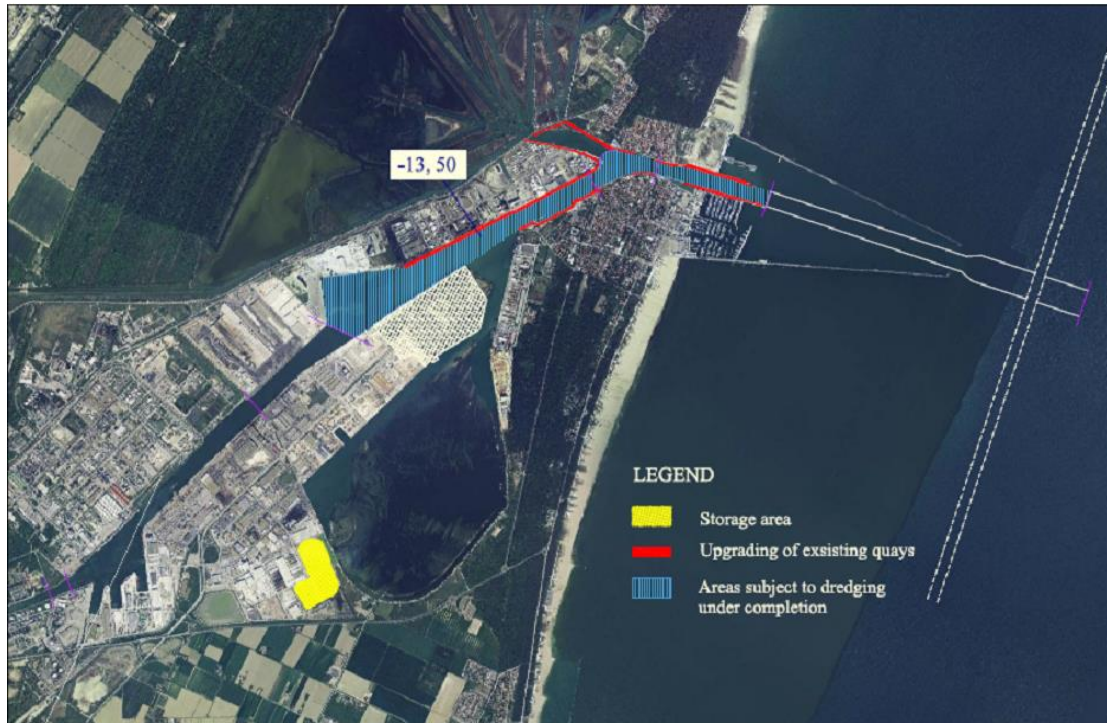 -13, 50
LEGEND
Storage area
Upgrading of exsisting quays
Areas subject to dredging
under completion